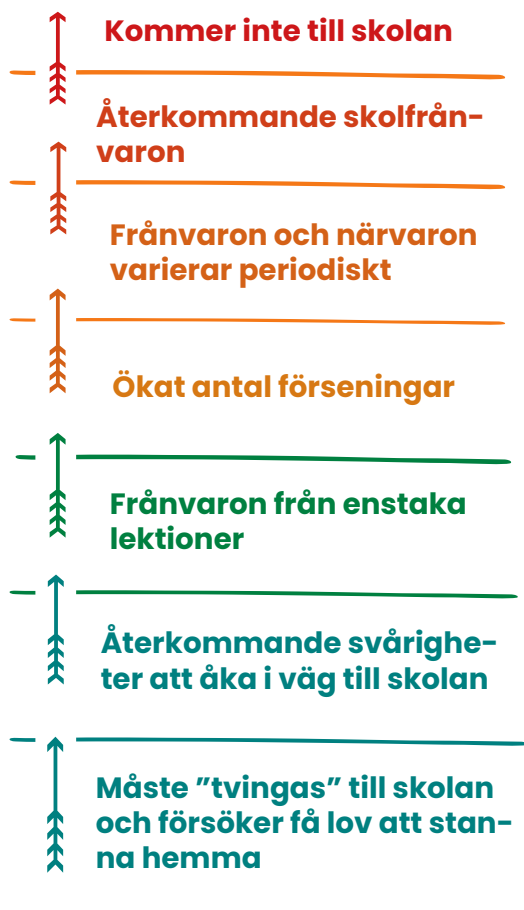 Kommer inte till skolan
Återkommande skolfrån-
varon
Frånvaron och närvaron
varierar periodiskt
Ökat antal förseningar
Frånvaron från enstaka
lektioner
Återkommande svårighe-
ter att åka i väg till skolan
Måste ”tvingas” till skolan
och försöker få lov att stan-
na hemma